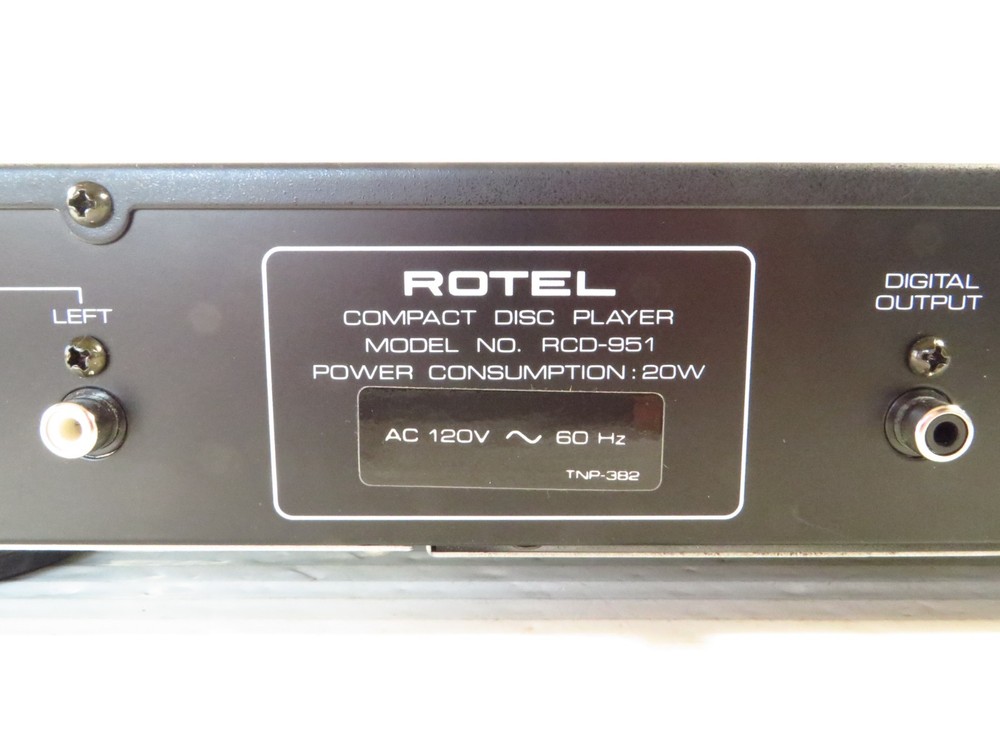 LEFT
ROTEL
COMPACT DISC PLAYER
MODEL NO. RCD-951
POWER CONSUMPTION : 20W
AC 120V ~ 60 Hz
TNP-382
DIGITAL
OUTPUT